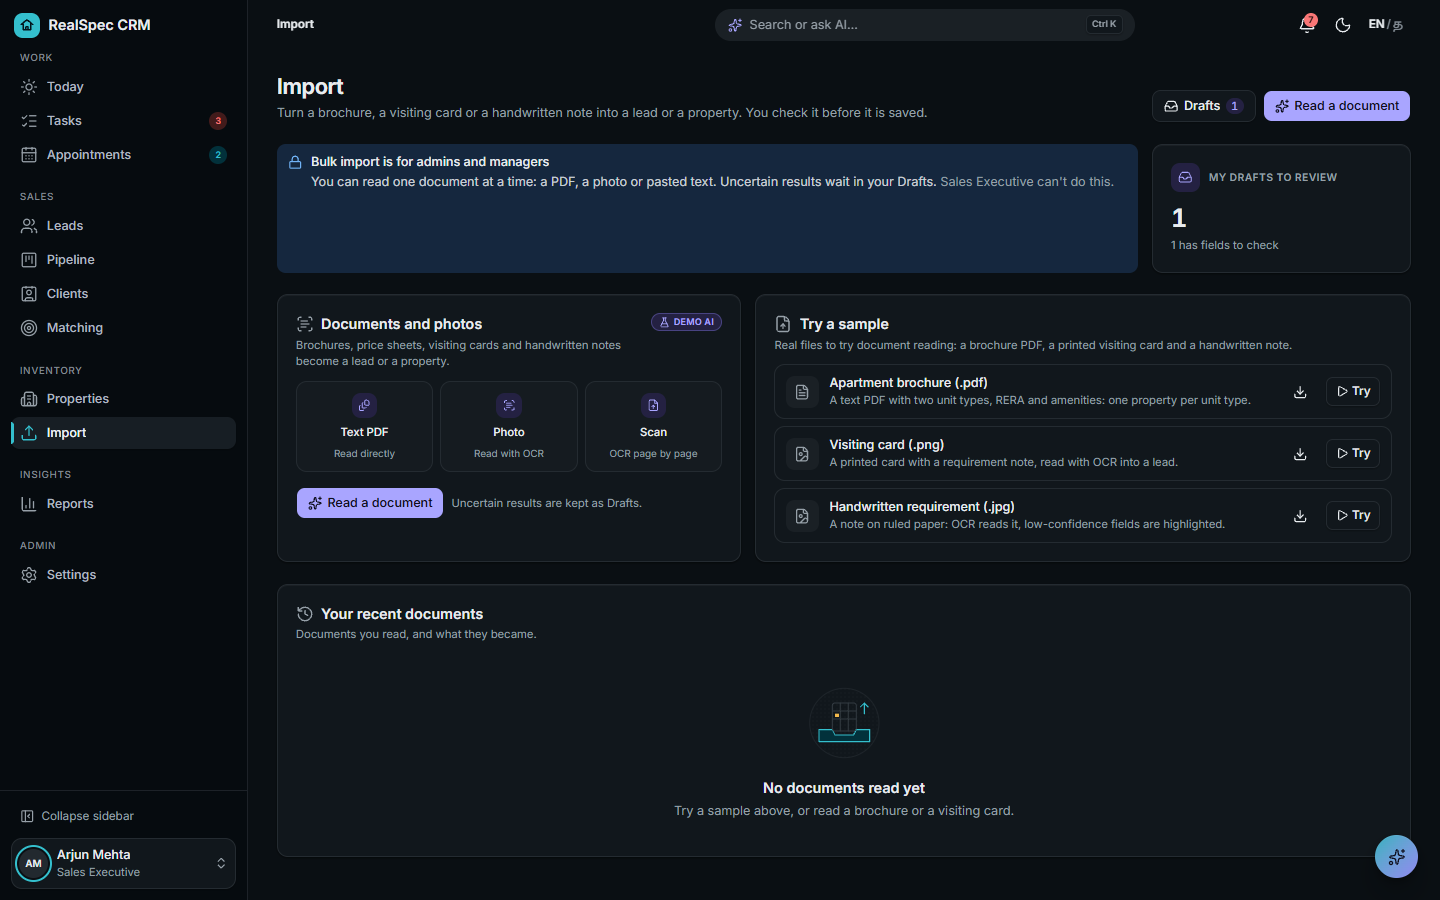 RealSpec CRM
WORK
Today
Tasks 3
Appointments 2
SALES
Leads
Pipeline
Clients
Matching
INVENTORY
Properties
Import
INSIGHTS
Reports
ADMIN
Settings
Collapse sidebar
AM
Arjun Mehta
Sales Executive
Import
Search or ask AI...
Ctrl K
7
EN / த
Import
Turn a brochure, a visiting card or a handwritten note into a lead or a property. You check it before it is saved.
Drafts 1
Read a document
Bulk import is for admins and managers
You can read one document at a time: a PDF, a photo or pasted text. Uncertain results wait in your Drafts. Sales Executive can't do this.
MY DRAFTS TO REVIEW
1
1 has fields to check
Documents and photos
DEMO AI
Brochures, price sheets, visiting cards and handwritten notes
become a lead or a property.
Text PDF
Read directly
Photo
Read with OCR
Scan
OCR page by page
Read a document
Uncertain results are kept as Drafts.
Try a sample
Real files to try document reading: a brochure PDF, a printed visiting card and a handwritten note.
Apartment brochure (.pdf)
A text PDF with two unit types, RERA and amenities: one property per unit type.
Try
Visiting card (.png)
A printed card with a requirement note, read with OCR into a lead.
Try
Handwritten requirement (.jpg)
A note on ruled paper: OCR reads it, low-confidence fields are highlighted.
Try
Your recent documents
Documents you read, and what they became.
No documents read yet
Try a sample above, or read a brochure or a visiting card.